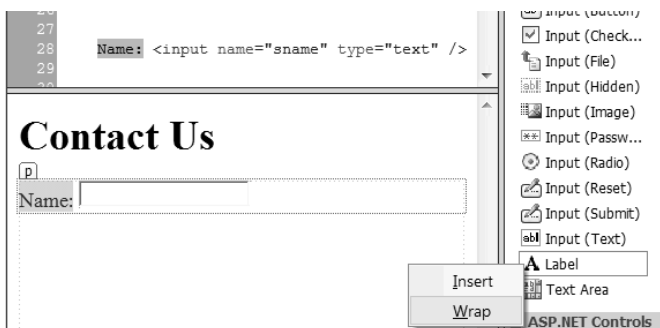 27
28 Name: <input name="sname" type="text" />
29
Contact Us
p
Name:
Input (Button)
Input (Check...
Input (File)
Input (Hidden)
Input (Image)
Input (Passw...
Input (Radio)
Input (Reset)
Input (Submit)
Input (Text)
A Label
Text Area
Insert
Wrap
ASP.NET Controls